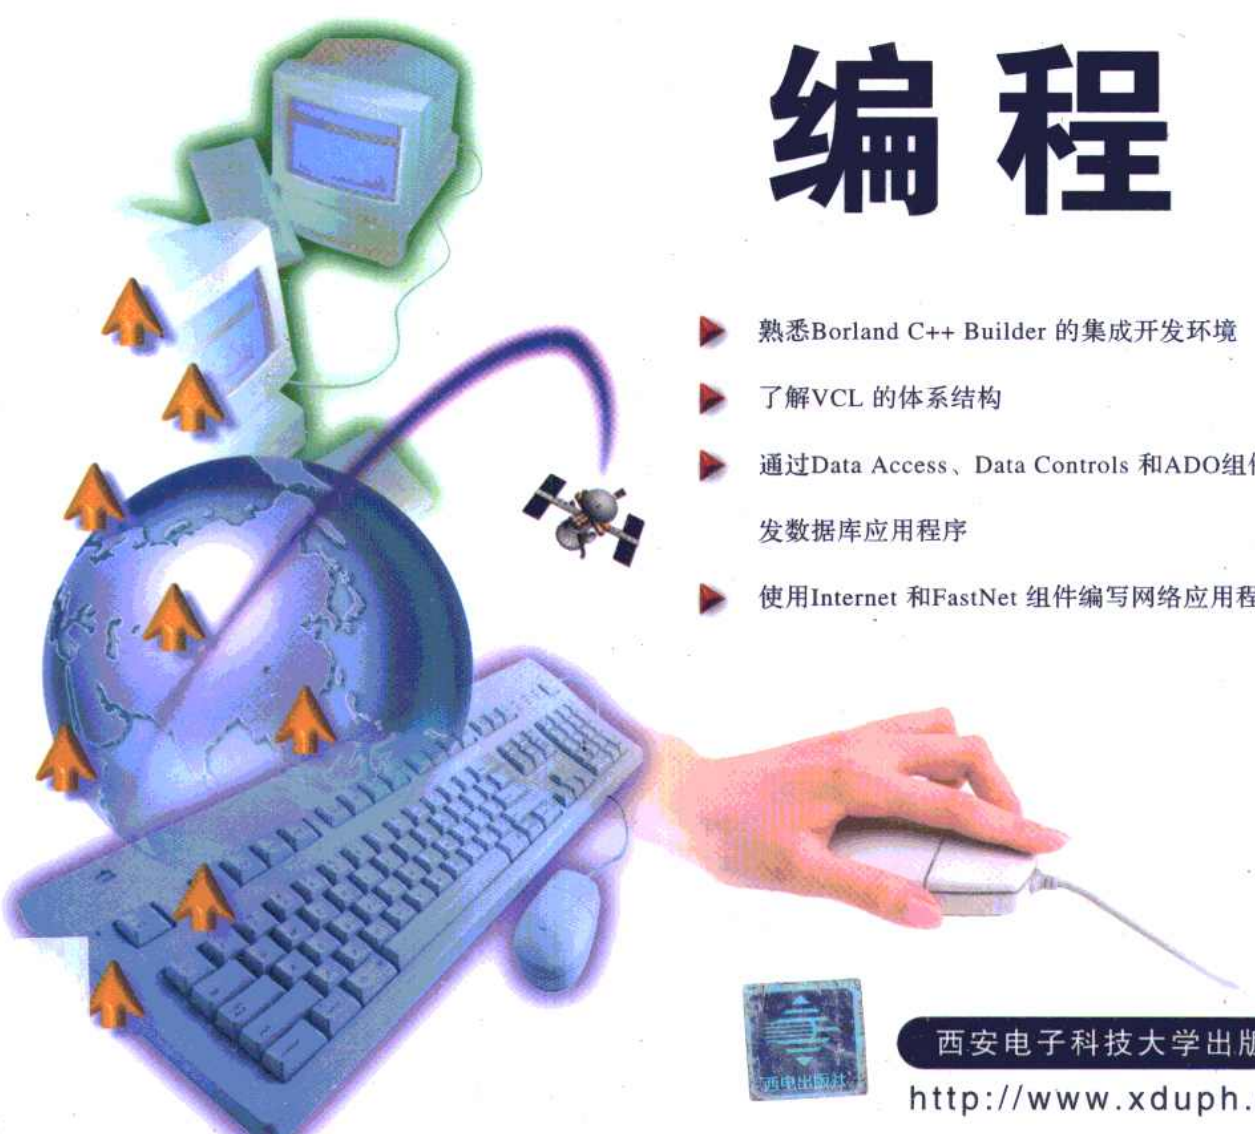 编程
熟悉Borland C++ Builder 的集成开发环境
了解VCL 的体系结构
通过Data Access、Data Controls 和ADO组
发数据库应用程序
使用Internet 和FastNet 组件编写网络应用程
西电出版社
西安电子科技大学出版
http://www.xduph.